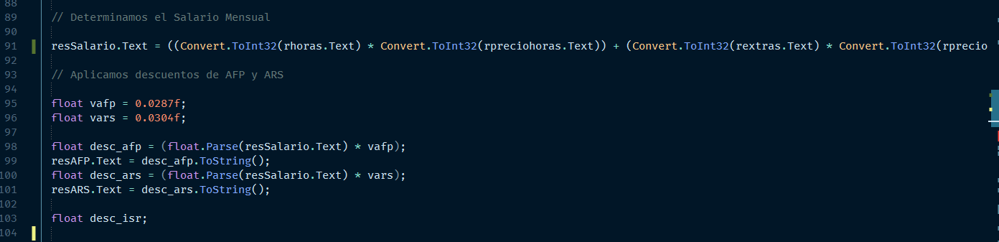 88
89 // Determinamos el Salario Mensual
90
91 resSalario.Text = ((Convert.ToInt32(rhoras.Text) * Convert.ToInt32(rpreciohoras.Text)) + (Convert.ToInt32(rextras.Text) * Convert.ToInt32(rprecio
92
93 // Aplicamos descuentos de AFP y ARS
94
95 float vafp = 0.0287f;
96 float vars = 0.0304f;
97
98 float desc_afp = (float.Parse(resSalario.Text) * vafp);
99 resAFP.Text = desc_afp.ToString();
100 float desc_ars = (float.Parse(resSalario.Text) * vars);
101 resARS.Text = desc_ars.ToString();
102
103 float desc_isr;
104